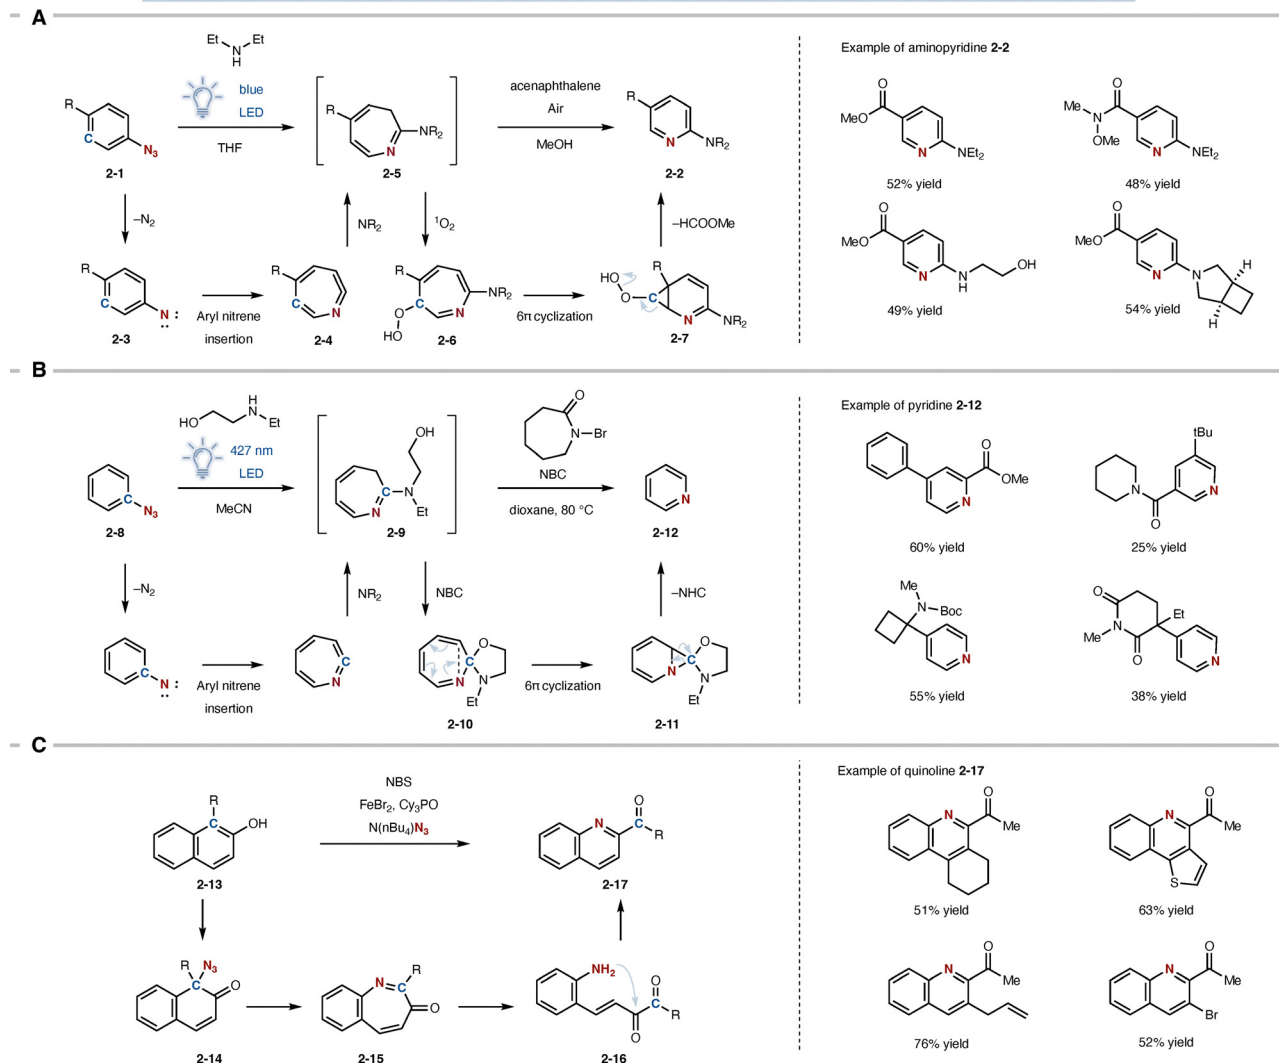 A
Et
N
H
Et
blue
LED
THF
R
C
N3
2-1
R
N
NR2
2-5
acenaphthalene
Air
MeOH
R
N
NR2
2-2
–N2
NR2
1O2
–HCOOMe
R
C
N
:
..
2-3
Aryl nitrene
insertion
R
C
N
2-4
R
C
O
HO
N
NR2
2-6
6π cyclization
HO
O
C
R
N
NR2
2-7
Example of aminopyridine 2-2
O
MeO
N
NEt2
52% yield
O
Me
N
OMe
N
NEt2
48% yield
O
MeO
N
N
H
OH
49% yield
O
MeO
N
N
H
H
54% yield
B
HO
H
N
Et
427 nm
LED
MeCN
C
N3
2-8
OH
C
N
N
Et
2-9
O
N
Br
NBC
dioxane, 80 °C
N
2-12
–N2
NR2
NBC
–NHC
C
N
:
..
Aryl nitrene
insertion
C
N
O
C
N
N
Et
2-10
6π cyclization
O
C
N
N
Et
2-11
Example of pyridine 2-12
O
OMe
N
60% yield
tBu
N
O
N
25% yield
Me
N
Boc
N
55% yield
O
N
Me
O
Et
N
38% yield
C
R
C
OH
2-13
NBS
FeBr2, Cy3PO
N(nBu4)N3
N
O
C
R
2-17
R
N3
C
O
2-14
N
C
R
O
2-15
NH2
O
C
R
O
2-16
Example of quinoline 2-17
N
O
Me
51% yield
N
O
Me
S
63% yield
N
O
Me
76% yield
N
O
Me
Br
52% yield